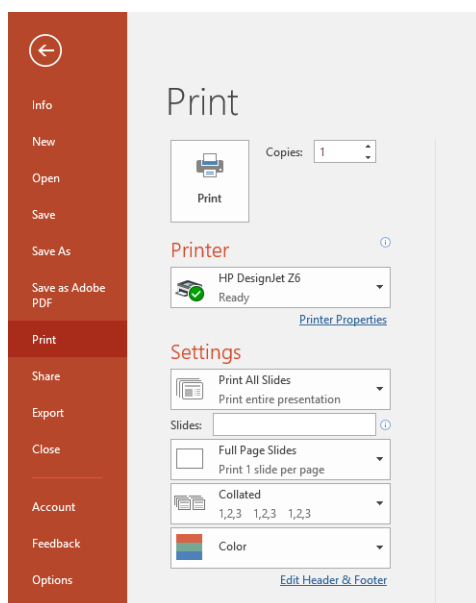 Info
New
Open
Save
Save As
Save as Adobe
PDF
Print
Share
Export
Close
Account
Feedback
Options
Print
Print
Copies: 1
Printer
HP DesignJet Z6
Ready
Printer Properties
Settings
Print All Slides
Print entire presentation
Slides:
Full Page Slides
Print 1 slide per page
Collated
1,2,3 1,2,3 1,2,3
Color
Edit Header & Footer